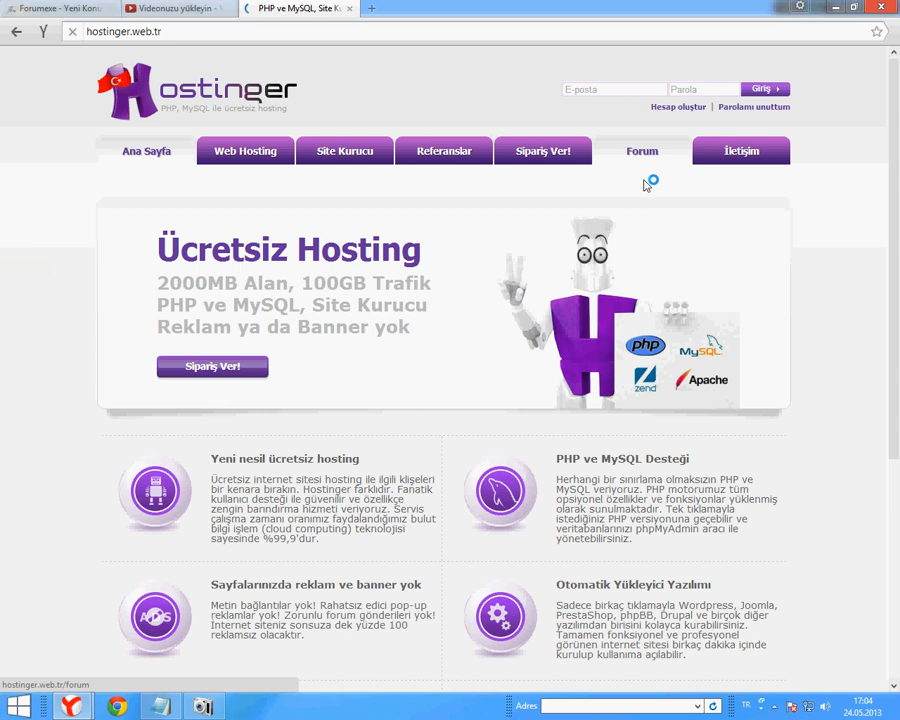 Forumexe - Yeni Konu
Videonuzu yükleyin -
PHP ve MySQL, Site K
hostinger.web.tr
Hostinger
PHP, MySQL ile ücretsiz hosting
E-posta
Parola
Giriş
Hesap oluştur | Parolamı unuttum
Ana Sayfa
Web Hosting
Site Kurucu
Referanslar
Sipariş Ver!
Forum
İletişim
Ücretsiz Hosting
2000MB Alan, 100GB Trafik
PHP ve MySQL, Site Kurucu
Reklam ya da Banner yok
Sipariş Ver!
php
MySQL
zend
Apache
Yeni nesil ücretsiz hosting
Ücretsiz internet sitesi hosting ile ilgili klişeleri
bir kenara bırakın. Hostinger farklıdır. Fanatik
kullanıcı desteği ile güvenilir ve özellikçe
zengin barındırma hizmeti veriyoruz. Servis
çalışma zamanı oranımız faydalandığımız bulut
bilgi işlem (cloud computing) teknolojisi
sayesinde %99,9'dur.
PHP ve MySQL Desteği
Herhangi bir sınırlama olmaksızın PHP ve
MySQL veriyoruz. PHP motorumuz tüm
opsiyonel özellikler ve fonksiyonlar yüklenmiş
olarak sunulmaktadır. Tek tıklamayla
istediğiniz PHP versiyonuna geçebilir ve
veritabanlarınızı phpMyAdmin aracı ile
yönetebilirsiniz.
ADS
Sayfalarınızda reklam ve banner yok
Metin bağlantılar yok! Rahatsız edici pop-up
reklamlar yok! Zorunlu forum gönderileri yok!
Internet siteniz sonsuza dek yüzde 100
reklamsız olacaktır.
Otomatik Yükleyici Yazılımı
Sadece birkaç tıklamayla Wordpress, Joomla,
PrestaShop, phpBB, Drupal ve birçok diğer
yazılımdan birisini kolayca kurabilirsiniz.
Tamamen fonksiyonel ve profesyonel
görünen internet sitesi birkaç dakika içinde
kurulup kullanıma açılabilir.
hostinger.web.tr/forum
Adres
TR
17:04
24.05.2013